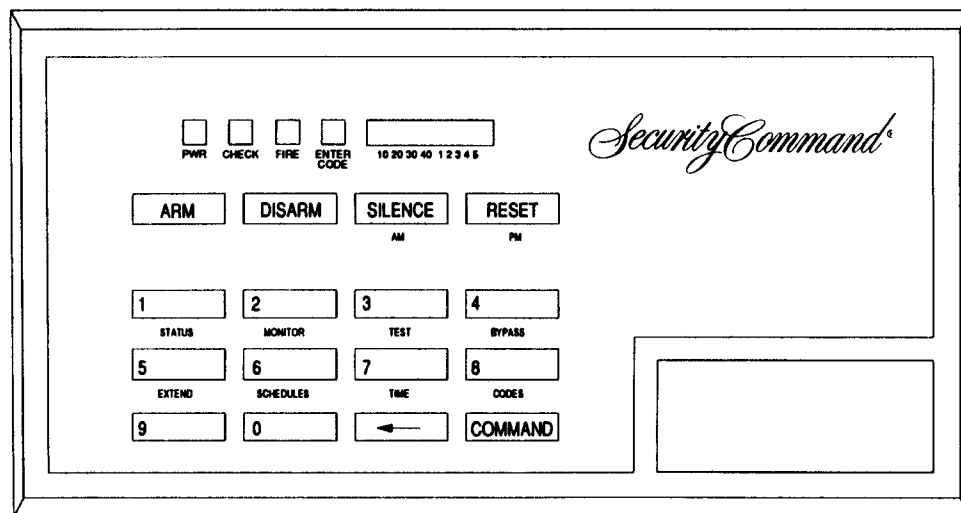 SecurityCommand
PWR CHECK FIRE ENTER CODE 10 20 30 40 1 2 3 4 5
ARM DISARM SILENCE RESET
AM PM
1 2 3 4
STATUS MONITOR TEST BYPASS
5 6 7 8
EXTEND SCHEDULES TIME CODES
9 0 ← COMMAND